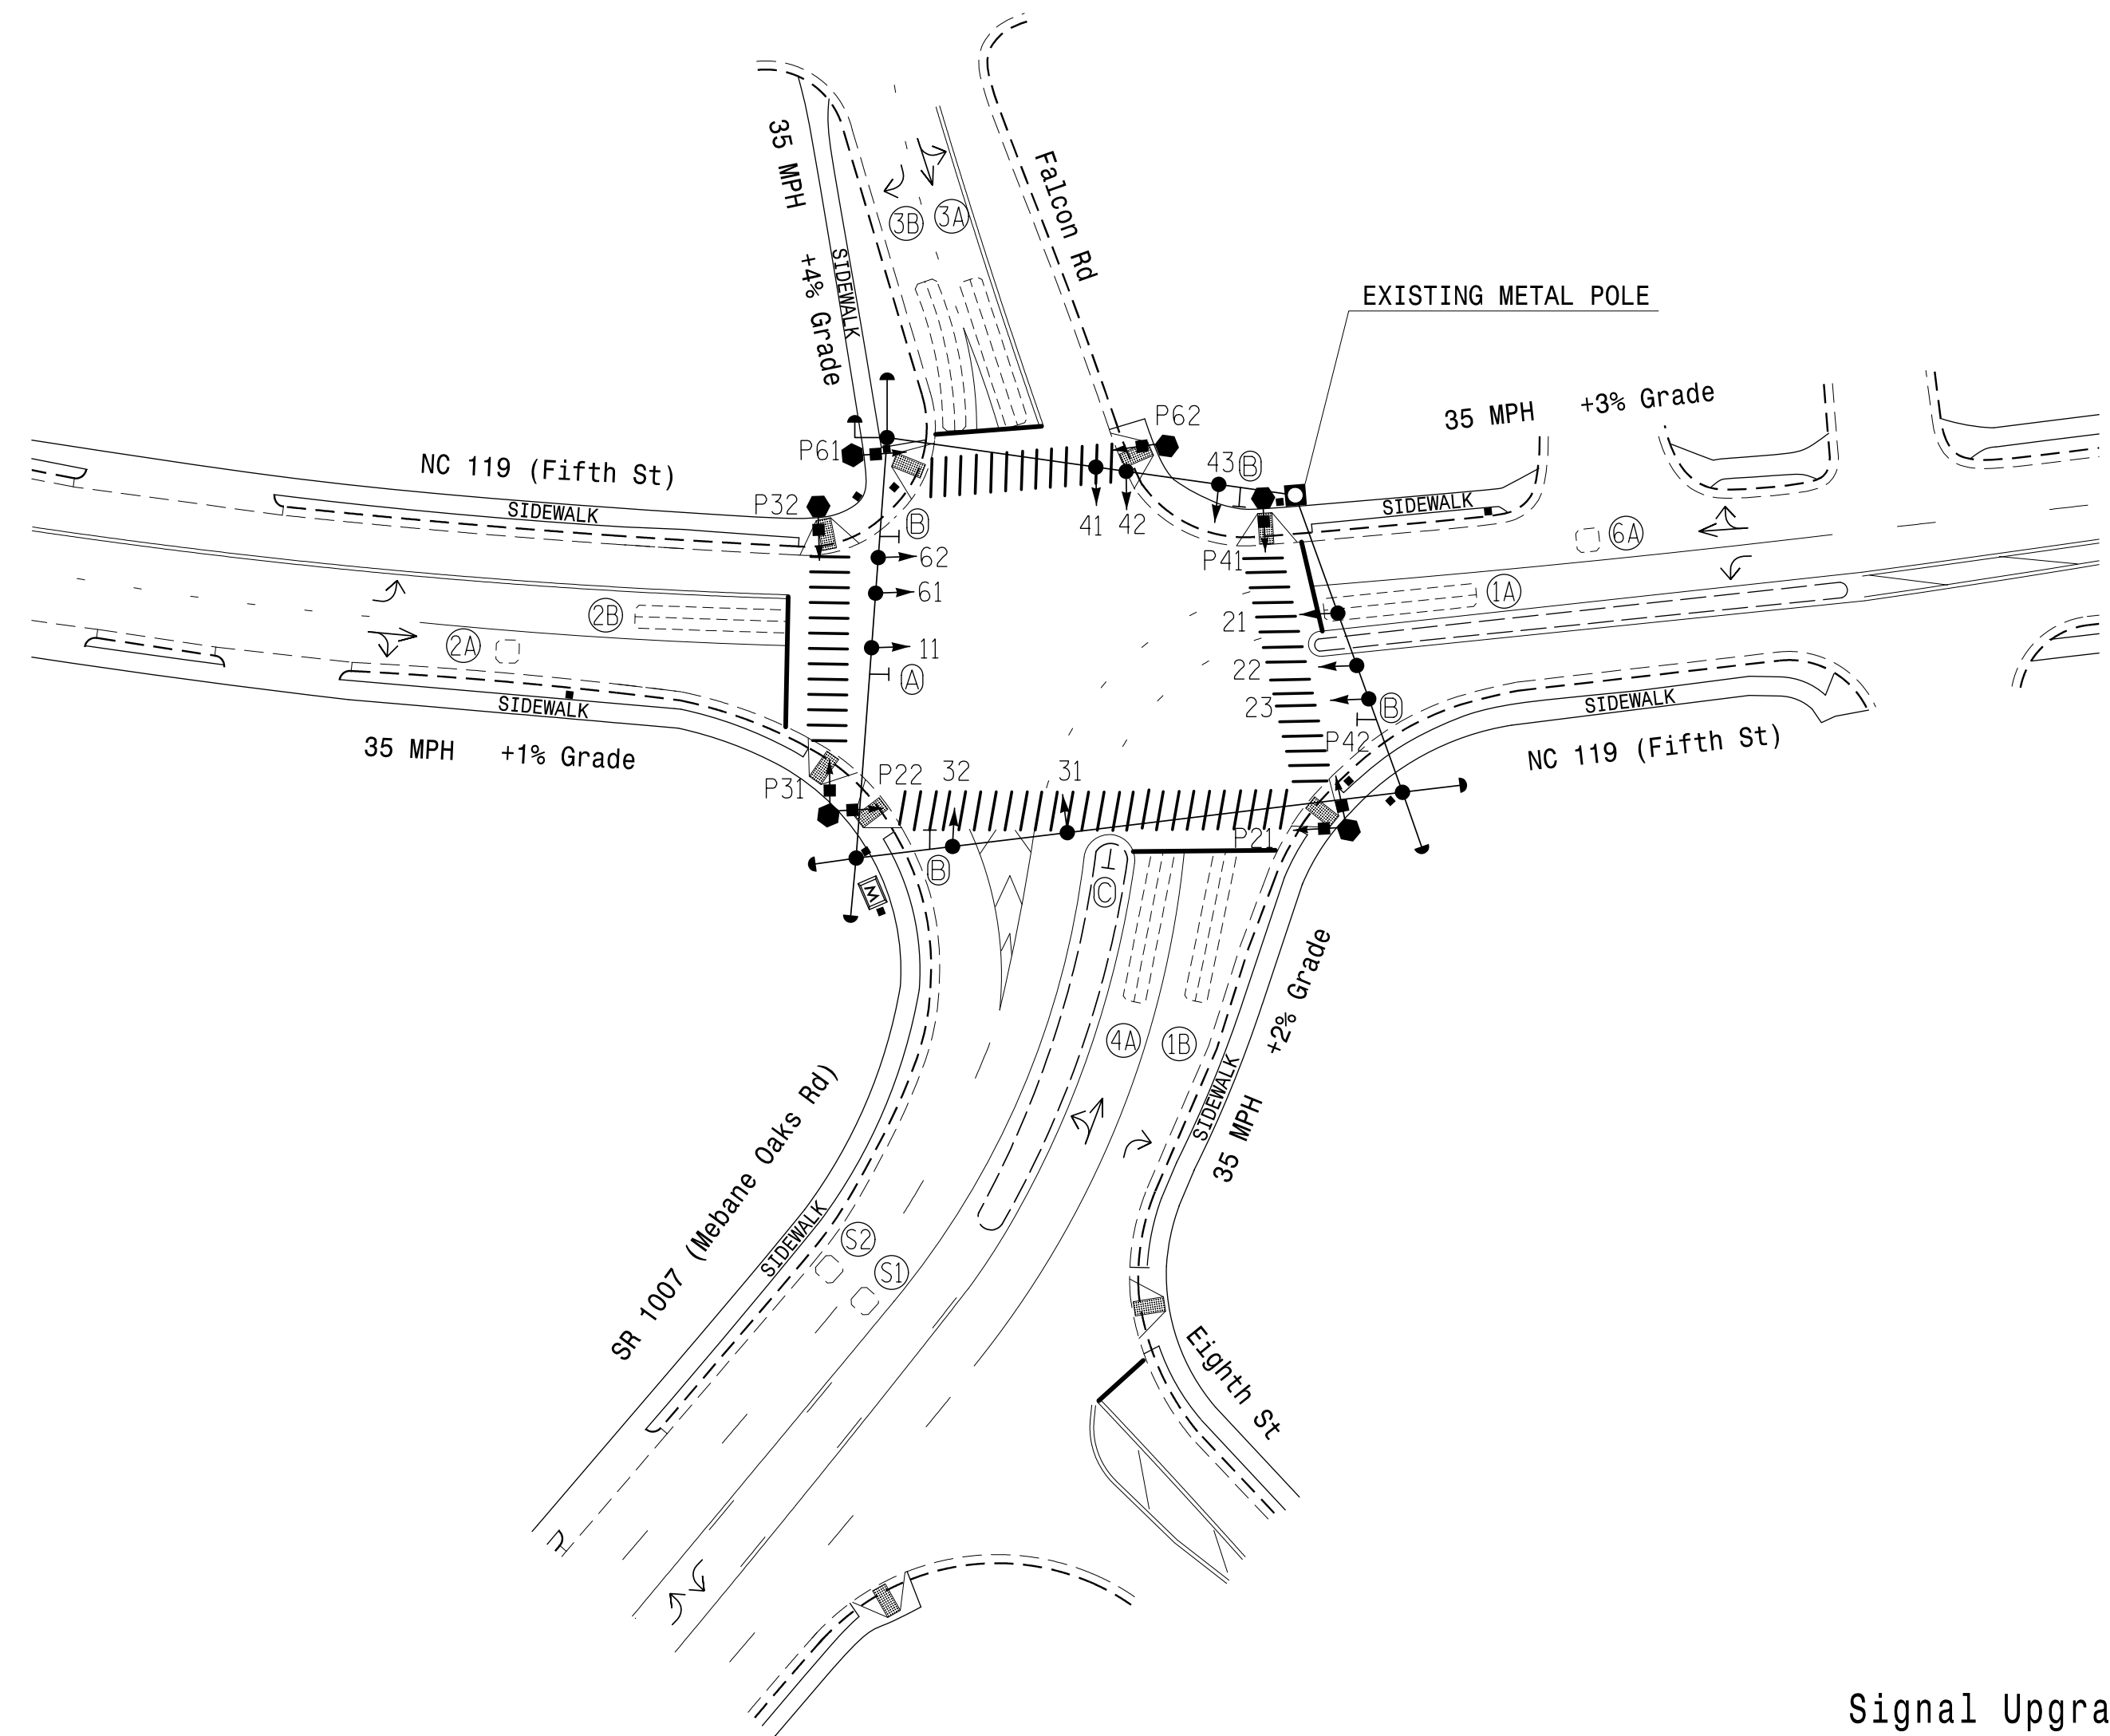 35 MPH +4% Grade
SIDEWALK
3B
3A
Falcon Rd
EXISTING METAL POLE
35 MPH +3% Grade
NC 119 (Fifth St)
SIDEWALK
P61
P32
P62
43
B
41
42
SIDEWALK
6A
B
62
61
11
A
P41
21
22
23
1A
B
2B
2A
SIDEWALK
35 MPH +1% Grade
P42
SIDEWALK
NC 119 (Fifth St)
P31
P22
32
31
P21
B
C
M
4A
1B
SIDEWALK
35 MPH +2% Grade
SR 1007 (Mebane Oaks Rd)
SIDEWALK
S2
S1
Eighth St
Signal Upgra